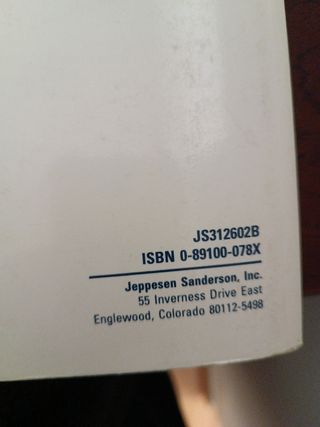 JS312602B
ISBN 0-89100-078X
Jeppesen Sanderson, Inc.
55 Inverness Drive East
Englewood, Colorado 80112-5498